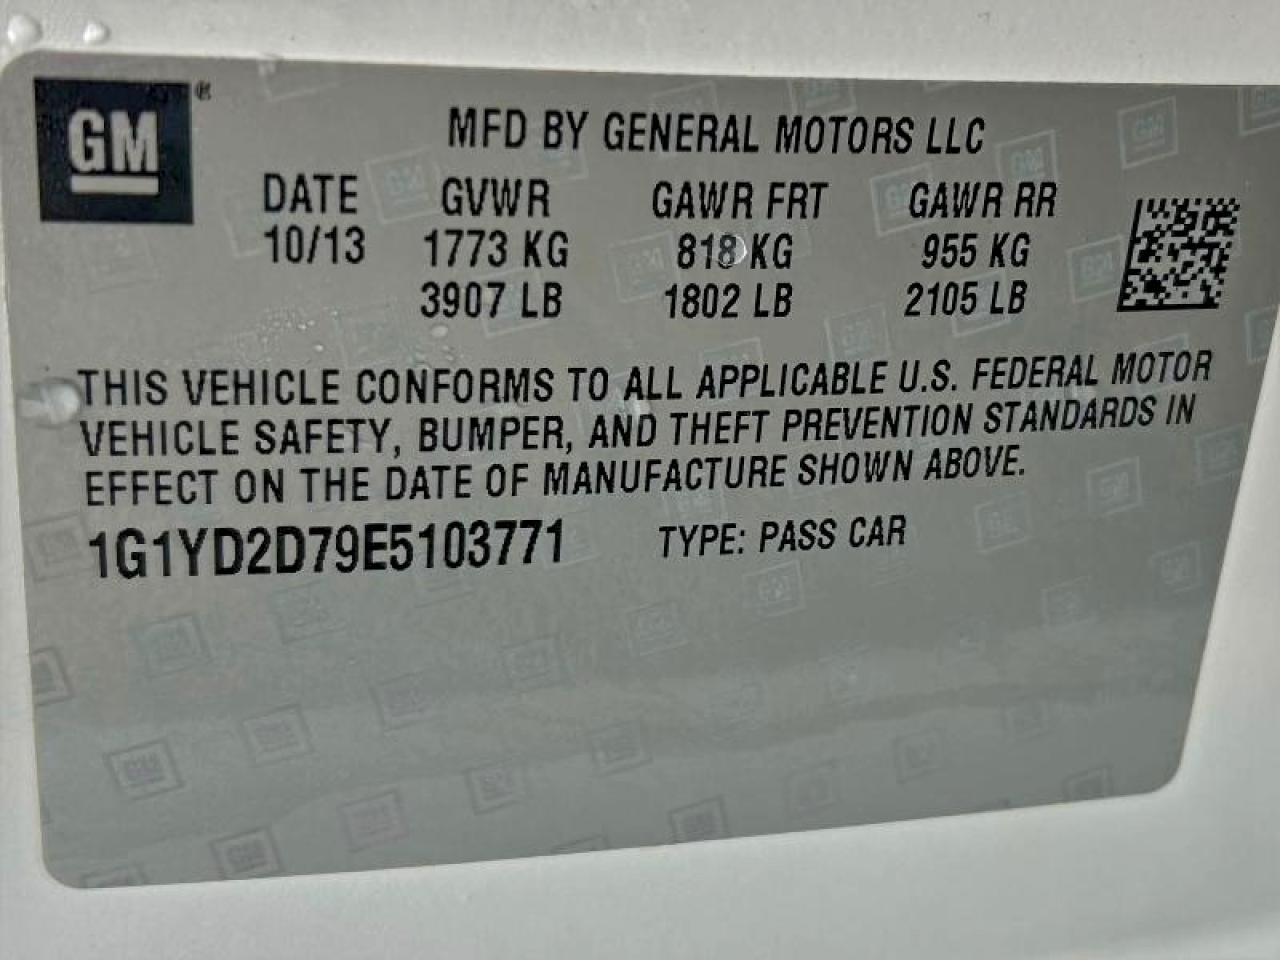 GM®
MFD BY GENERAL MOTORS LLC
DATE GVWR GAWR FRT GAWR RR
10/13 1773 KG 818 KG 955 KG
3907 LB 1802 LB 2105 LB
THIS VEHICLE CONFORMS TO ALL APPLICABLE U.S. FEDERAL MOTOR
VEHICLE SAFETY, BUMPER, AND THEFT PREVENTION STANDARDS IN
EFFECT ON THE DATE OF MANUFACTURE SHOWN ABOVE.
1G1YD2D79E5103771 TYPE: PASS CAR